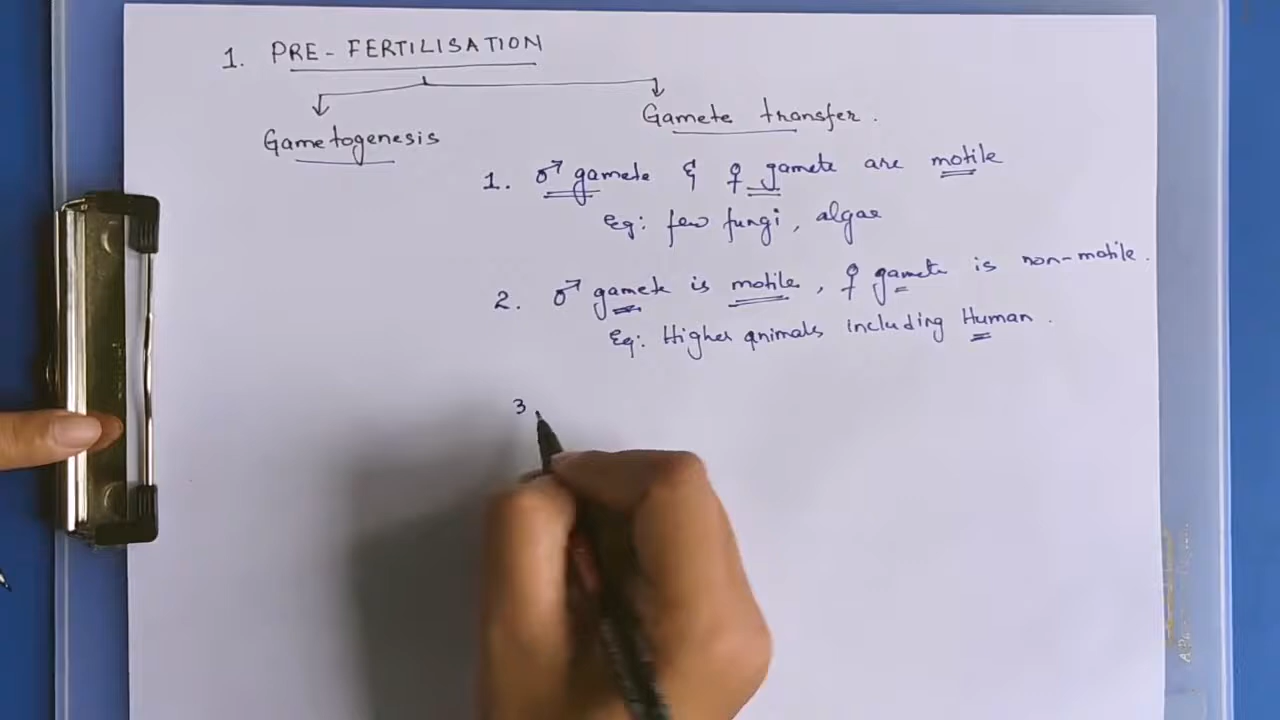 1. PRE-FERTILISATION
Gametogenesis
Gamete transfer.
1. ♂ gamete & ♀ gamete are motile
Eg: few fungi, algae
2. ♂ gamete is motile, ♀ gamete is non-motile.
Eg: Higher animals including Human.
3.